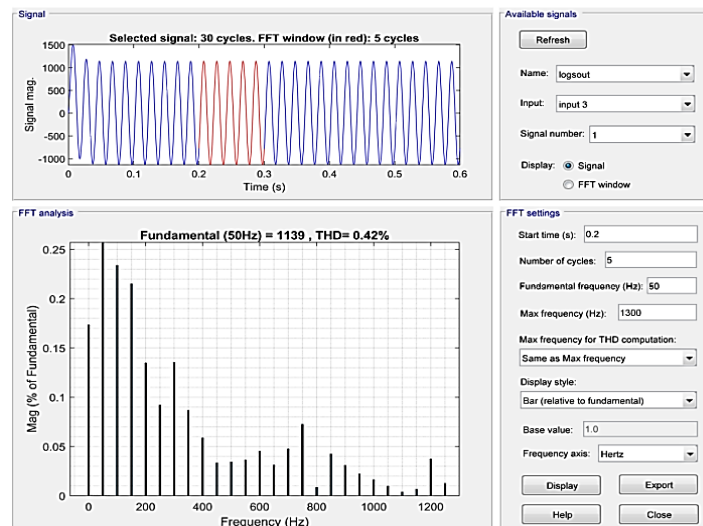 Signal
Selected signal: 30 cycles. FFT window (in red): 5 cycles
1500
1000
500
0
-500
-1000
Signal mag.
0 0.1 0.2 0.3 0.4 0.5 0.6
Time (s)
Available signals
Refresh
Name: logsout
Input: input 3
Signal number: 1
Display: Signal
FFT window
FFT analysis
Fundamental (50Hz) = 1139 , THD= 0.42%
0.25
0.2
0.15
0.1
0.05
0
Mag (% of Fundamental)
0 200 400 600 800 1000 1200
Frequency (Hz)
FFT settings
Start time (s): 0.2
Number of cycles: 5
Fundamental frequency (Hz): 50
Max frequency (Hz): 1300
Max frequency for THD computation:
Same as Max frequency
Display style:
Bar (relative to fundamental)
Base value: 1.0
Frequency axis: Hertz
Display Export
Help Close